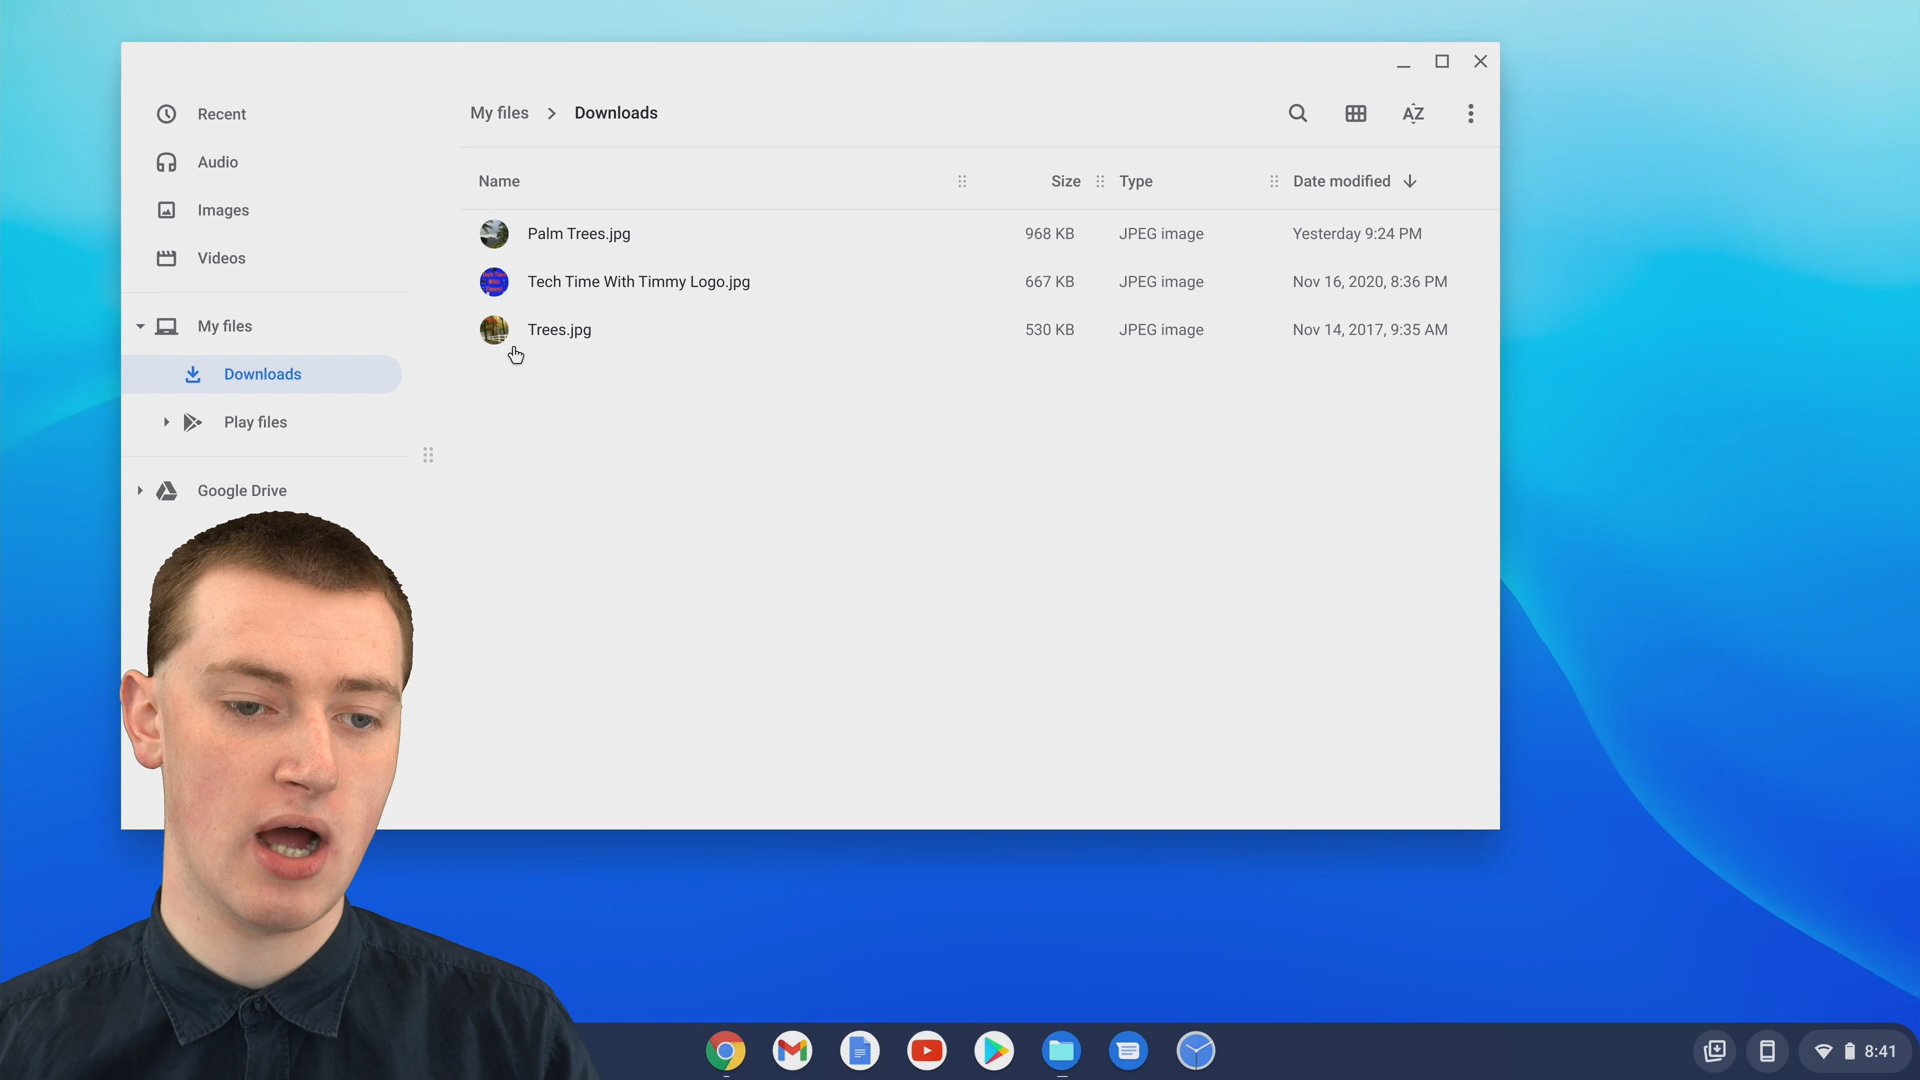 Recent
Audio
Images
Videos
My files
Downloads
Play files
Google Drive
My files > Downloads
AZ
Name Size Type Date modified
Palm Trees.jpg 968 KB JPEG image Yesterday 9:24 PM
Tech Time With Timmy Logo.jpg 667 KB JPEG image Nov 16, 2020, 8:36 PM
Trees.jpg 530 KB JPEG image Nov 14, 2017, 9:35 AM
8:41